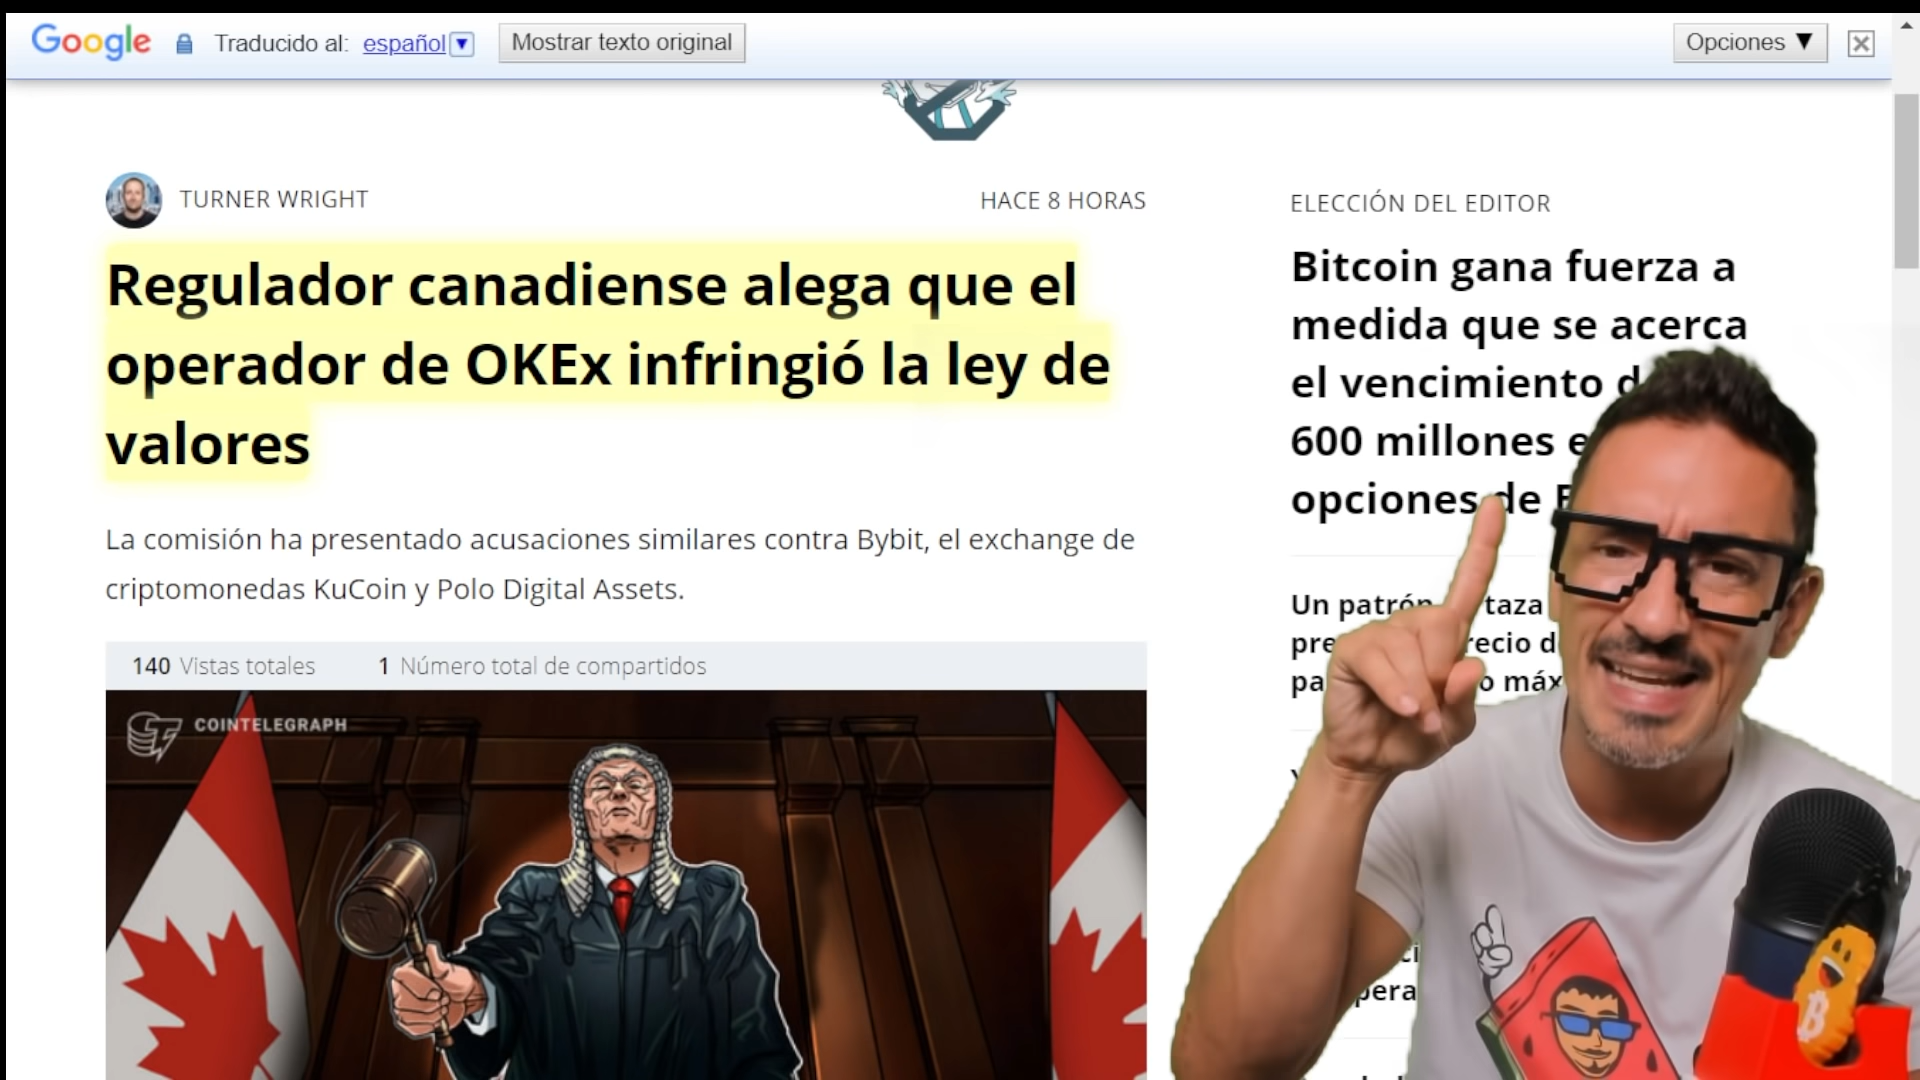 Google Traducido al: español Mostrar texto original Opciones
TURNER WRIGHT
HACE 8 HORAS
Regulador canadiense alega que el
operador de OKEx infringió la ley de
valores
La comisión ha presentado acusaciones similares contra Bybit, el exchange de
criptomonedas KuCoin y Polo Digital Assets.
140 Vistas totales 1 Número total de compartidos
COINTELEGRAPH
ELECCIÓN DEL EDITOR
Bitcoin gana fuerza a
medida que se acerca
el vencimiento
600 millones
opciones de
Un patrón taza